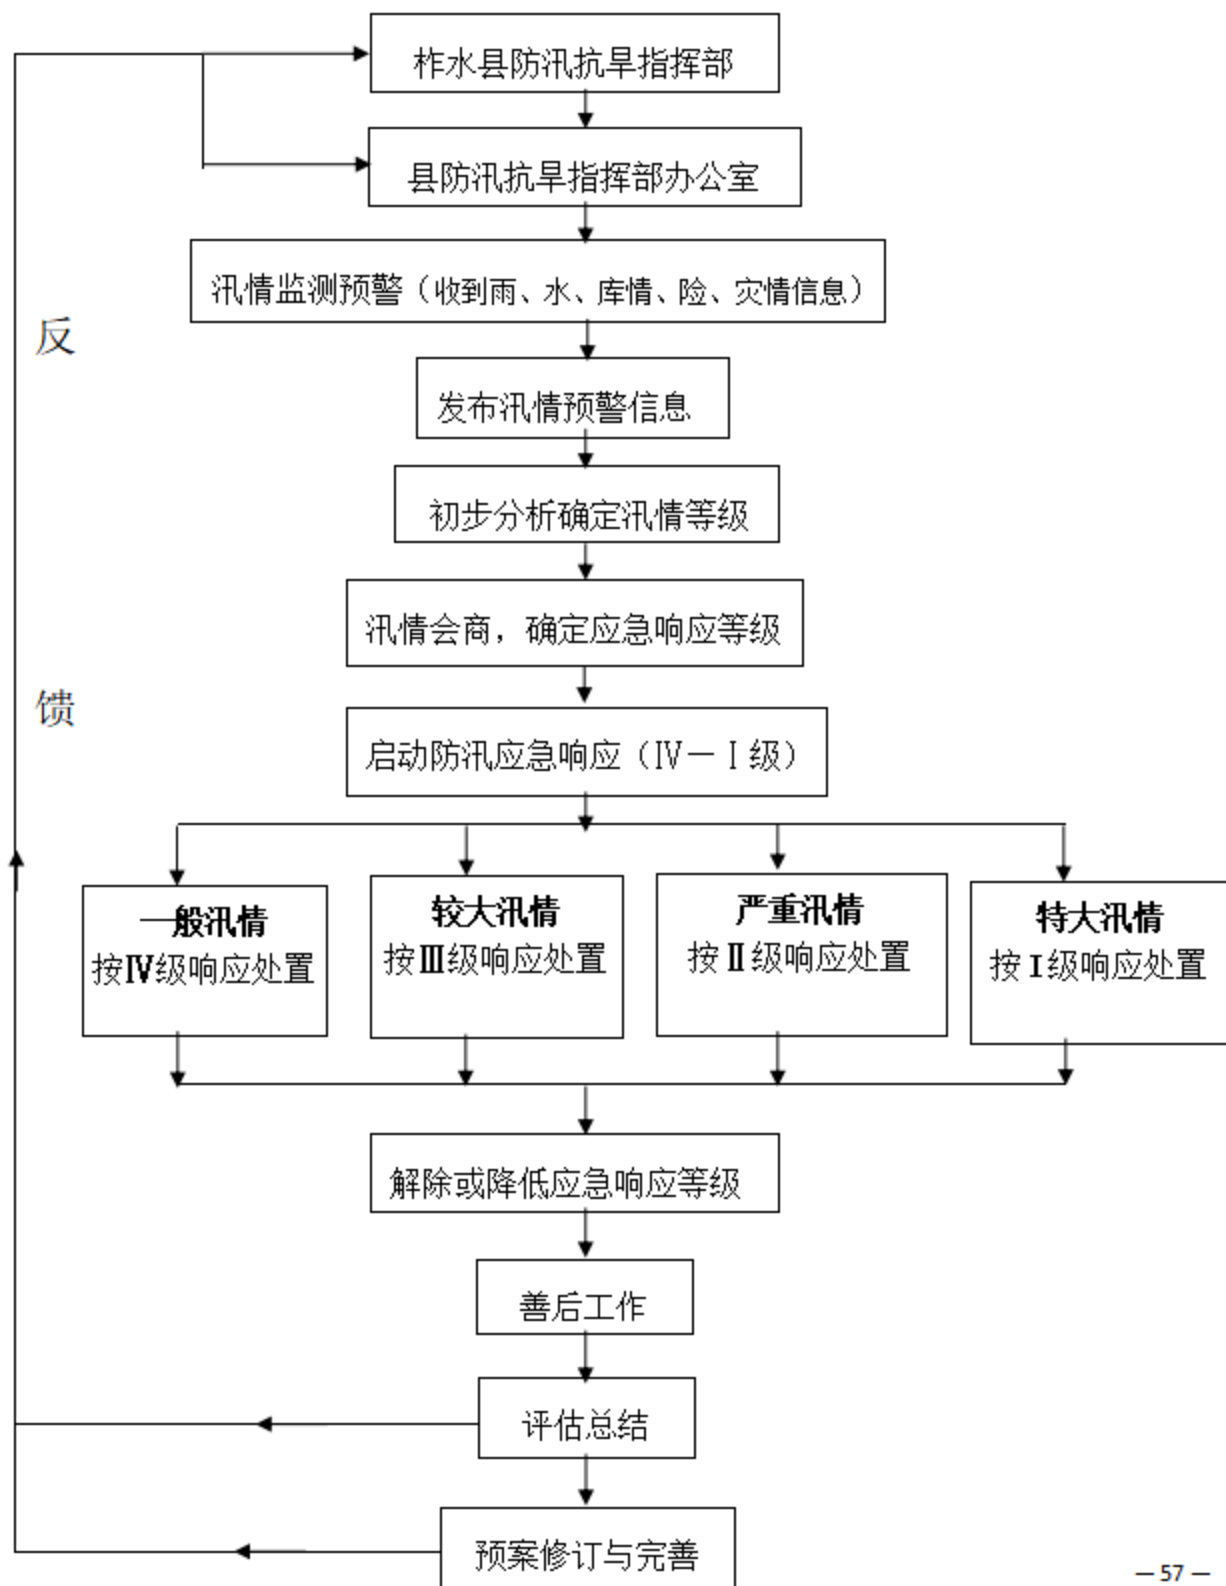 柞水县防汛抗旱指挥部
县防汛抗旱指挥部办公室
汛情监测预警（收到雨、水、库情、险、灾情信息）
反
发布汛情预警信息
初步分析确定汛情等级
汛情会商，确定应急响应等级
馈
启动防汛应急响应（Ⅳ—Ⅰ级）
一般汛情
按Ⅳ级响应处置
较大汛情
按Ⅲ级响应处置
严重汛情
按Ⅱ级响应处置
特大汛情
按Ⅰ级响应处置
解除或降低应急响应等级
善后工作
评估总结
预案修订与完善
— 57 —